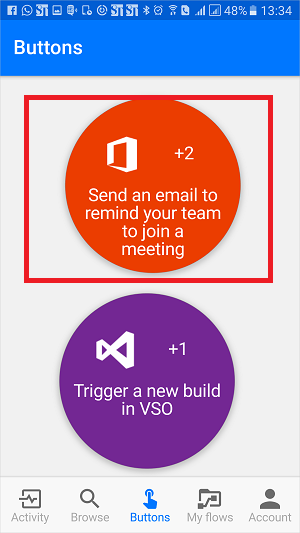 48% 13:34
Buttons
+2
Send an email to
remind your team
to join a
meeting
+1
Trigger a new build
in VSO
Activity Browse Buttons My flows Account